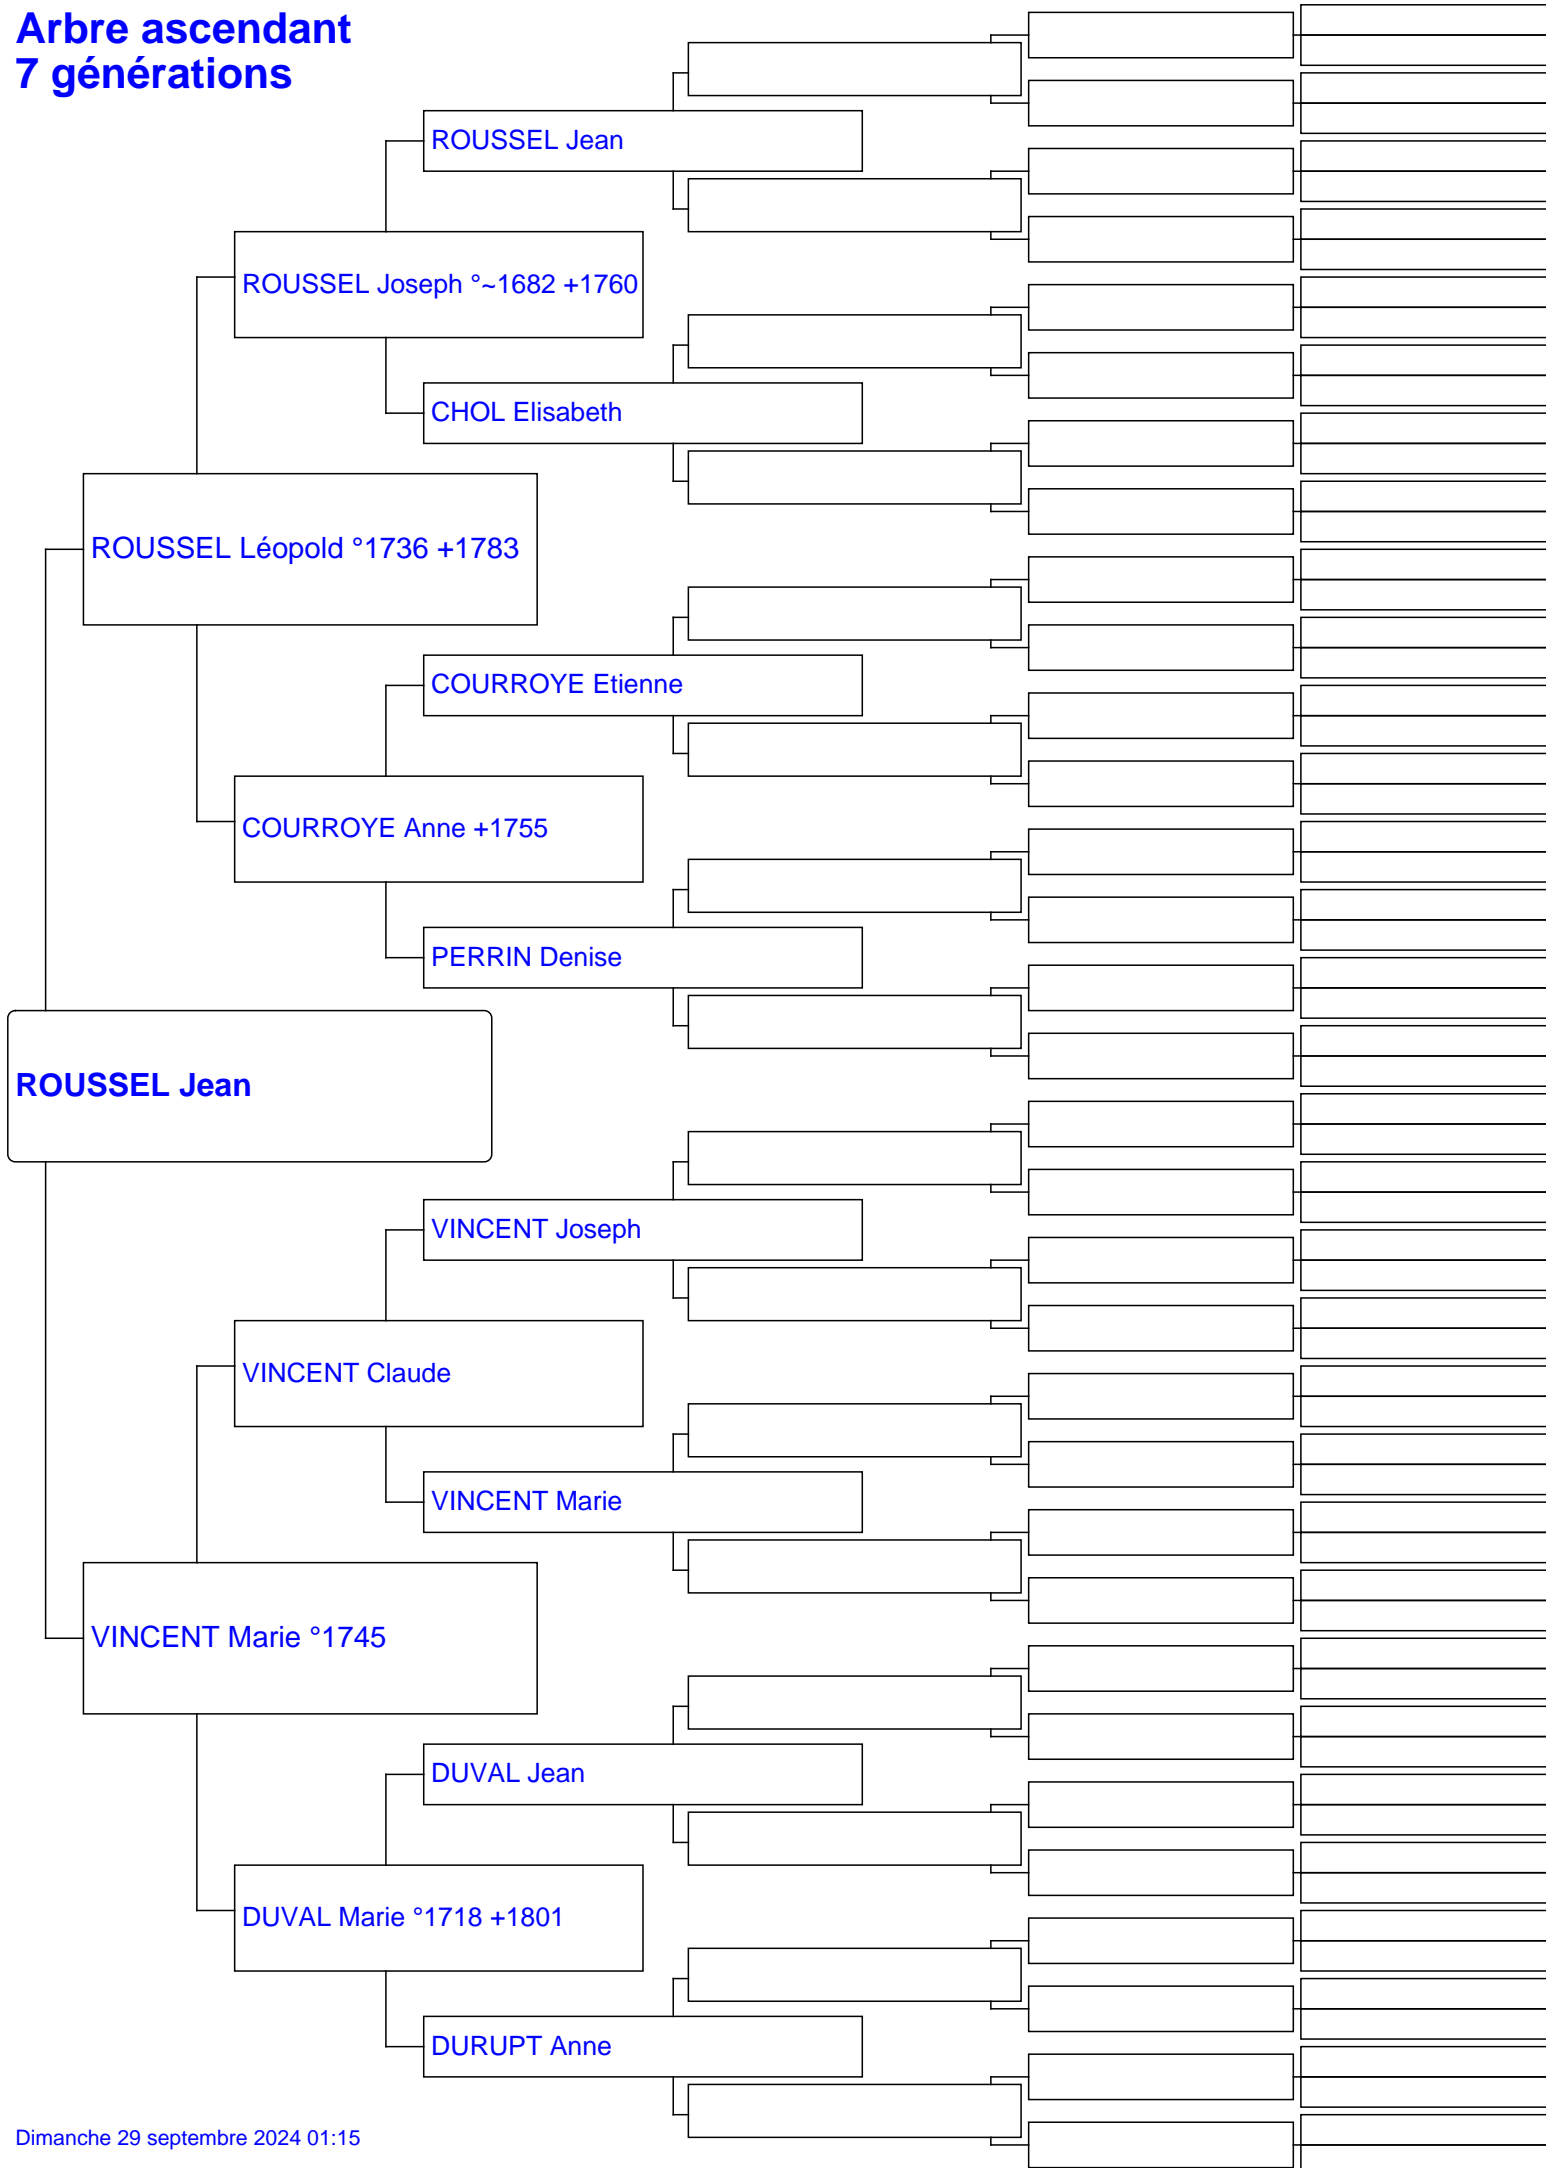 Arbre ascendant
7 générations
ROUSSEL Jean
ROUSSEL Joseph °~1682 +1760
CHOL Elisabeth
ROUSSEL Léopold °1736 +1783
COURROYE Etienne
COURROYE Anne +1755
PERRIN Denise
ROUSSEL Jean
VINCENT Joseph
VINCENT Claude
VINCENT Marie
VINCENT Marie °1745
DUVAL Jean
DUVAL Marie °1718 +1801
DURUPT Anne
Dimanche 29 septembre 2024 01:15